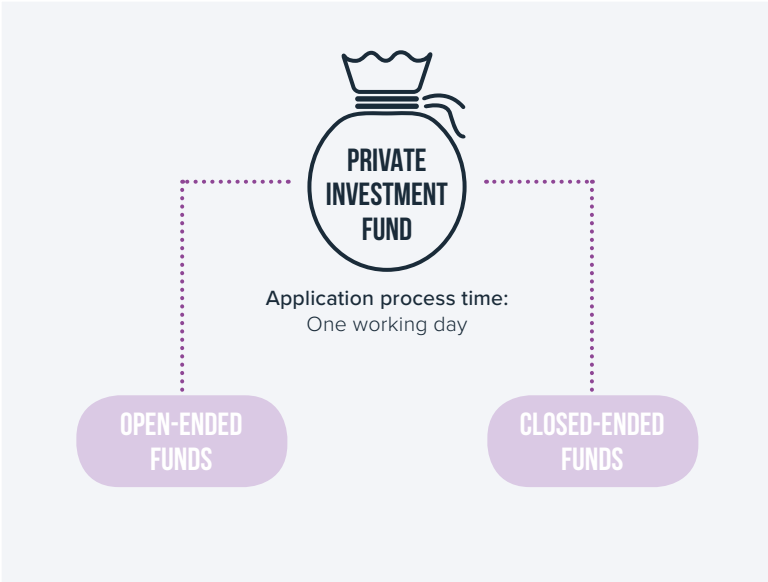 PRIVATE
INVESTMENT
FUND
Application process time:
One working day
OPEN-ENDED
FUNDS
CLOSED-ENDED
FUNDS